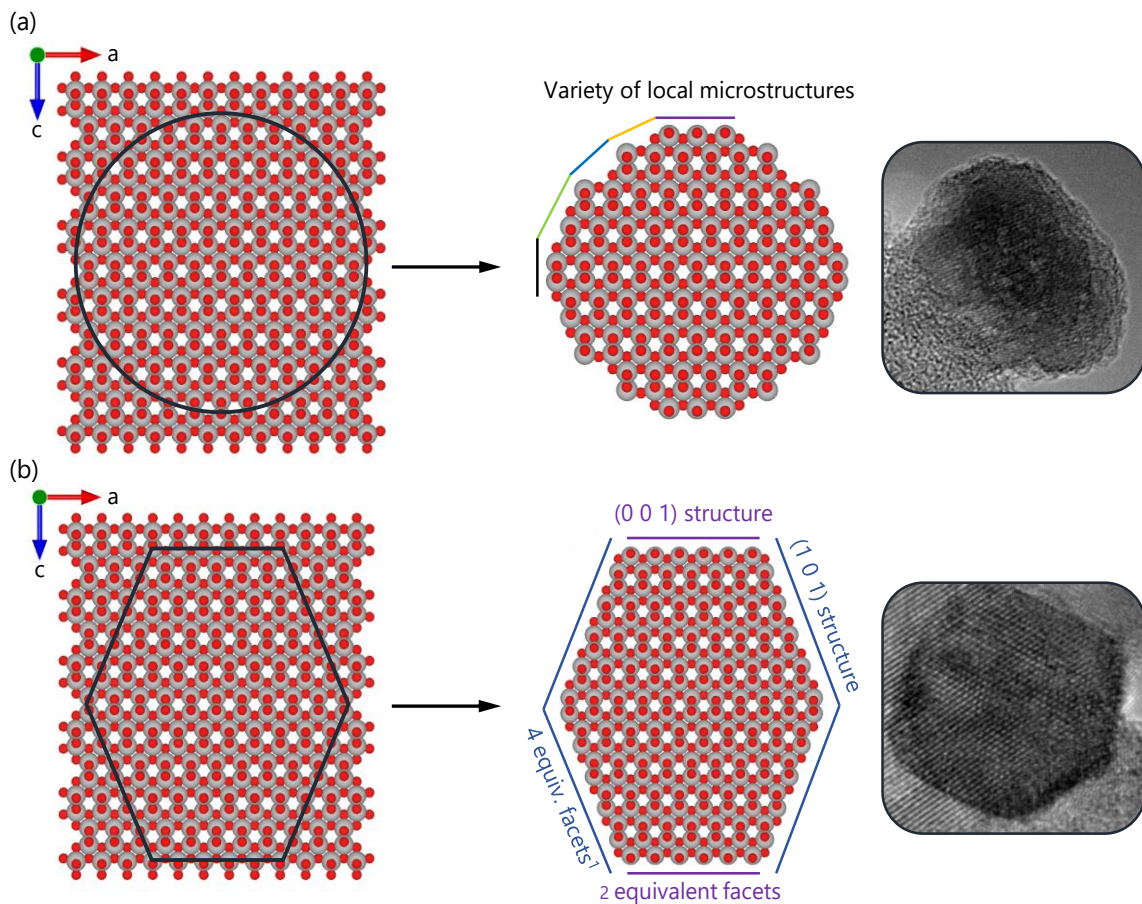 (a)
a
c
Variety of local microstructures
(b)
a
c
(0 0 1) structure
(1 0 1) structure
4 equiv. facets¹
2 equivalent facets